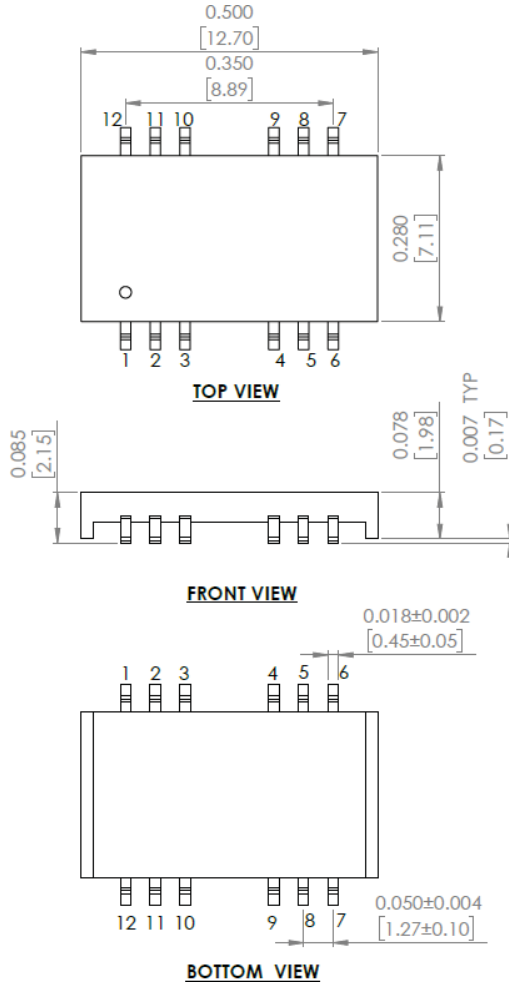 0.500
[12.70]
0.350
[8.89]
12 11 10 9 8 7
0.280
[7.11]
1 2 3 4 5 6
TOP VIEW
0.085
[2.15]
0.078
[1.98]
0.007 TYP
[0.17]
FRONT VIEW
0.018±0.002
[0.45±0.05]
1 2 3 4 5 6
12 11 10 9 8 7
0.050±0.004
[1.27±0.10]
BOTTOM VIEW